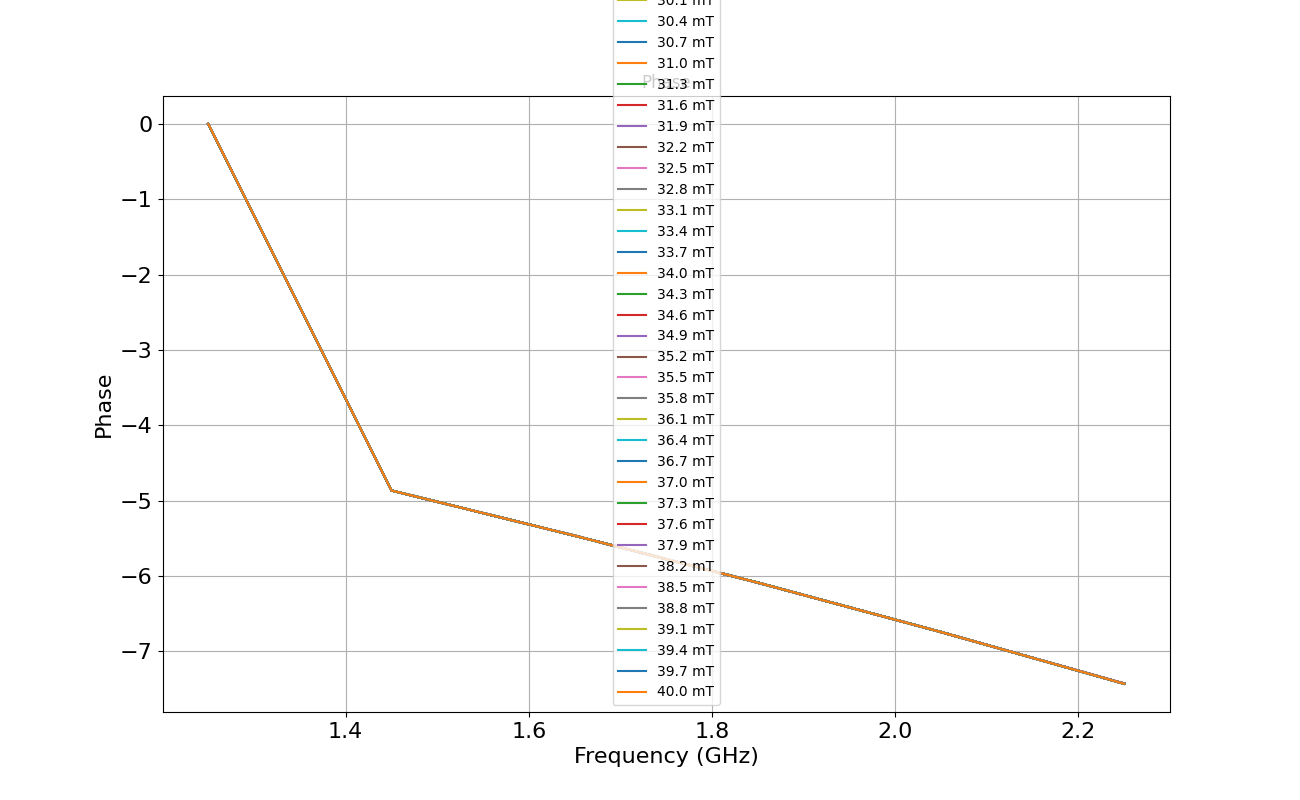 30.1 mT
30.4 mT
30.7 mT
31.0 mT
Phase
31.3 mT
31.6 mT
31.9 mT
32.2 mT
32.5 mT
32.8 mT
33.1 mT
33.4 mT
33.7 mT
34.0 mT
34.3 mT
34.6 mT
34.9 mT
35.2 mT
35.5 mT
35.8 mT
36.1 mT
36.4 mT
36.7 mT
37.0 mT
37.3 mT
37.6 mT
37.9 mT
38.2 mT
38.5 mT
38.8 mT
39.1 mT
39.4 mT
39.7 mT
40.0 mT
0
−1
−2
−3
−4
−5
−6
−7
Phase
1.4 1.6 1.8 2.0 2.2
Frequency (GHz)